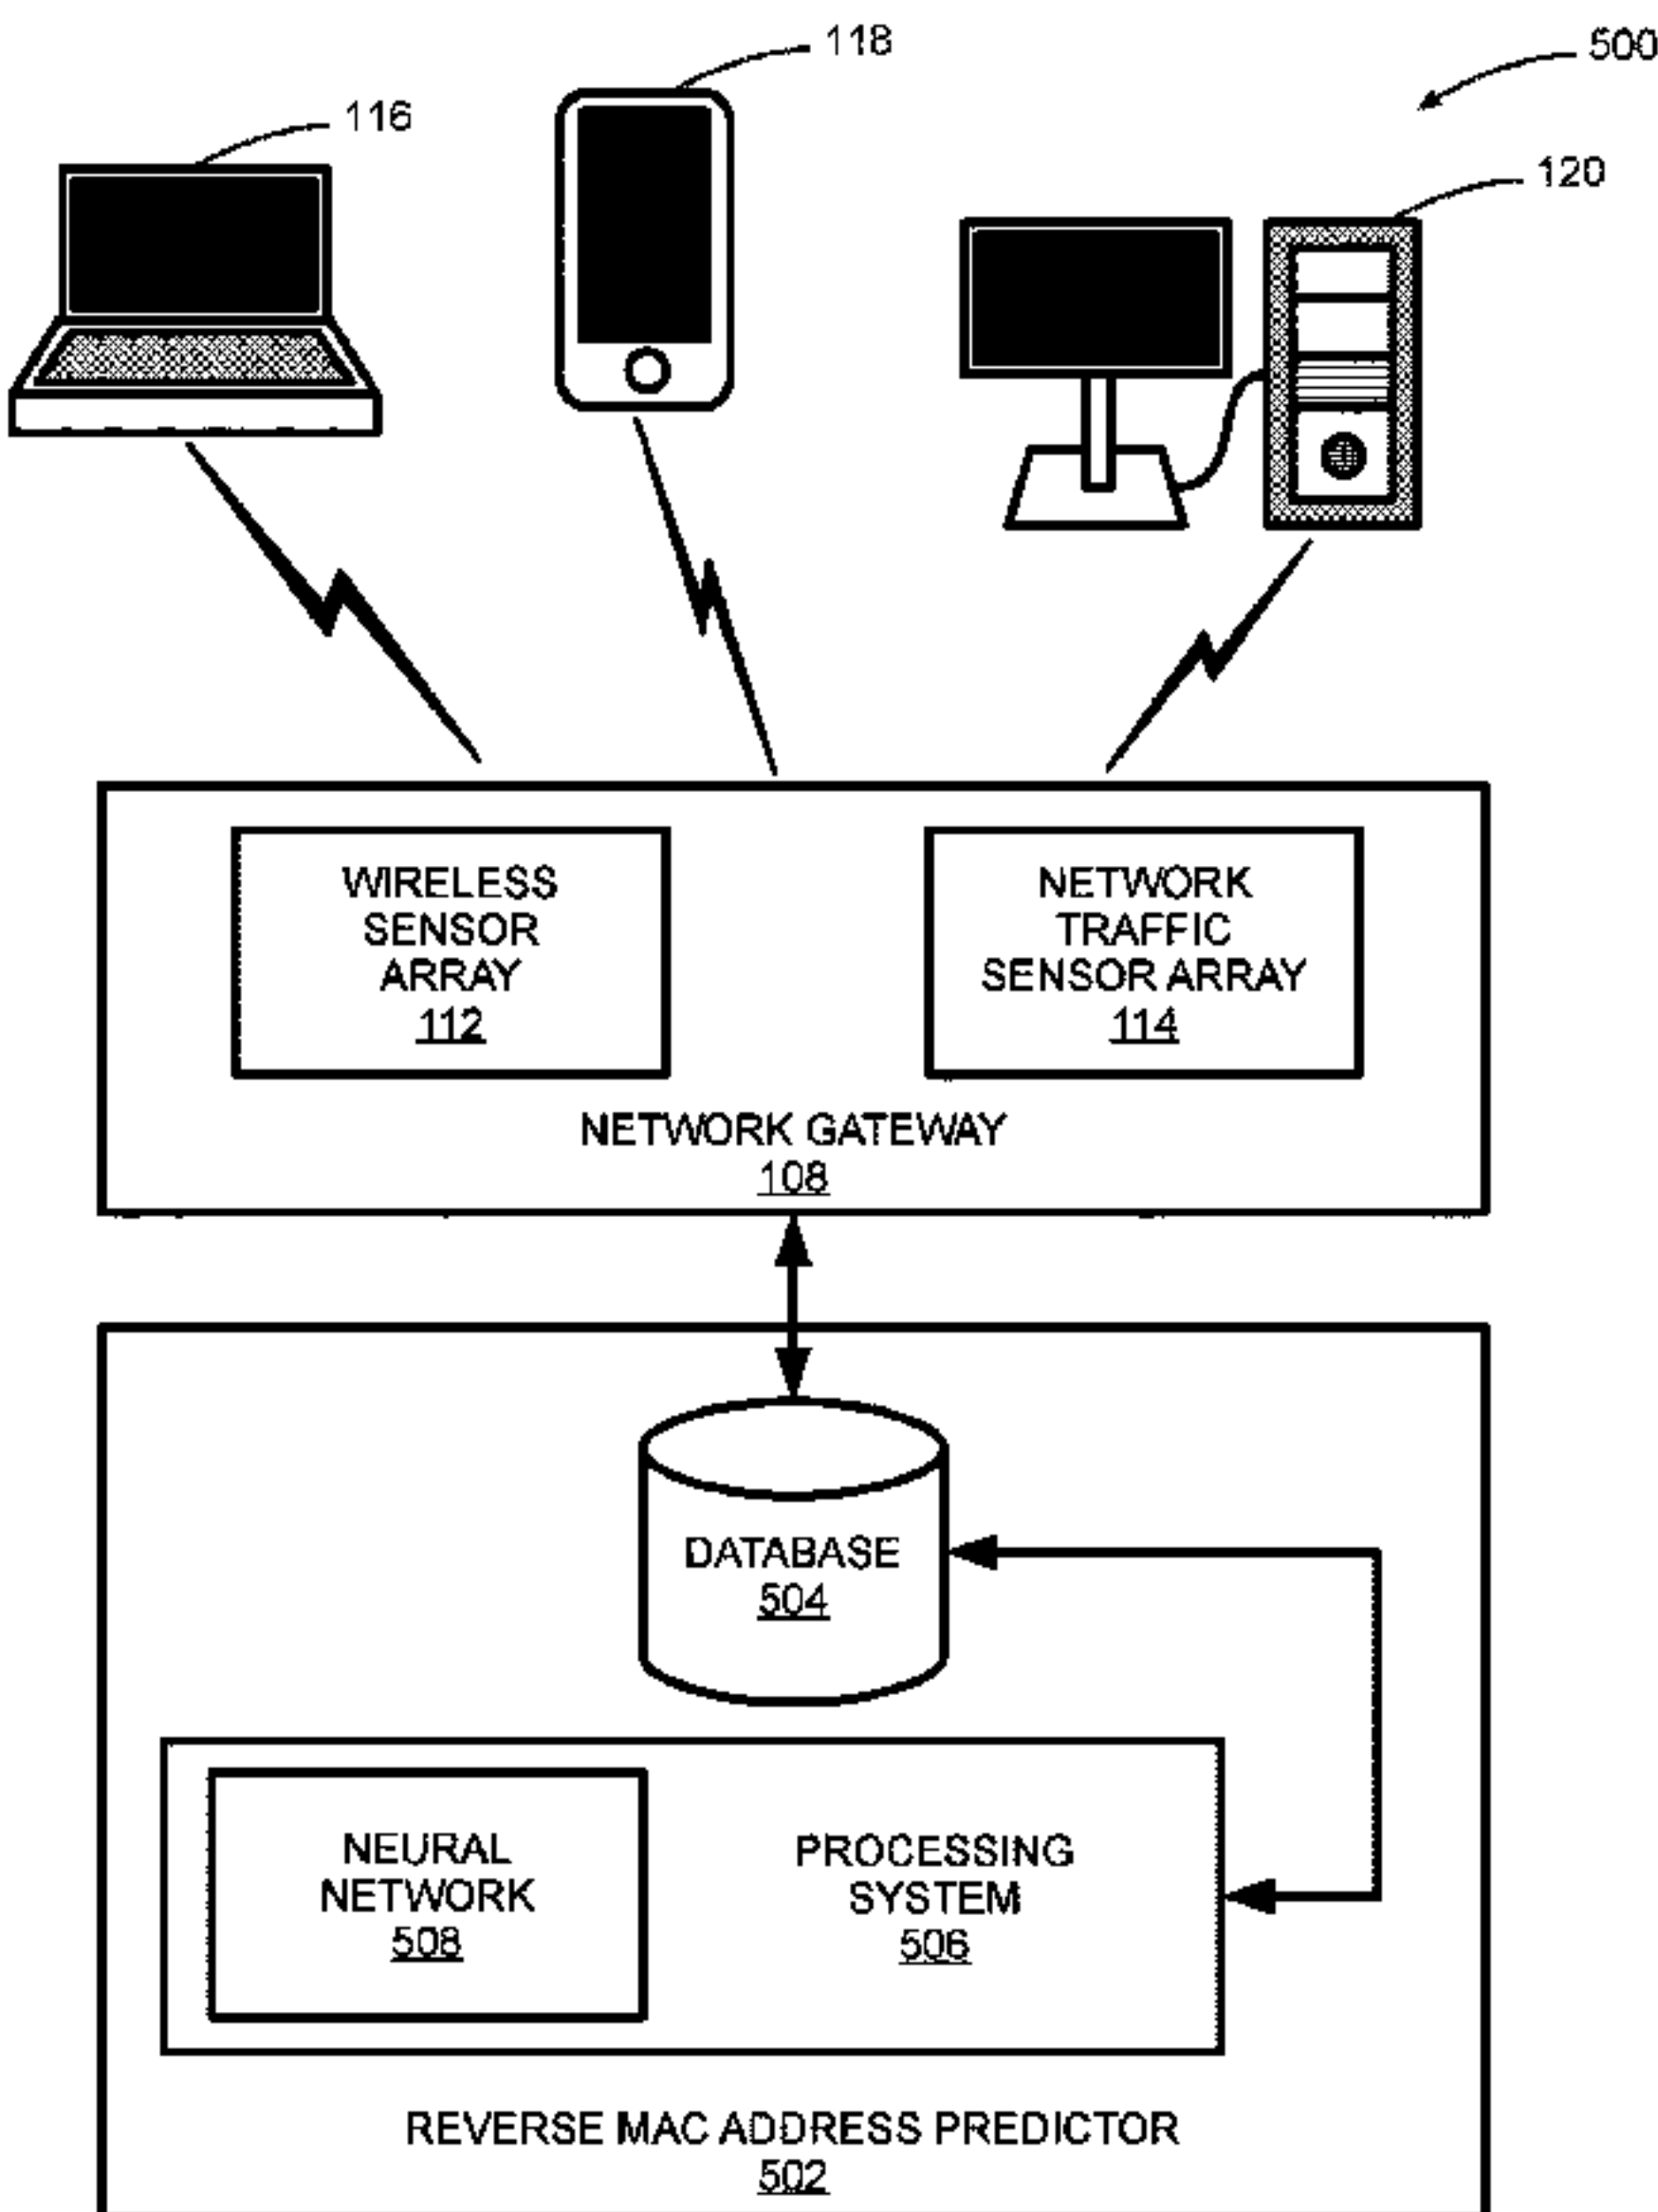 118
500
116
120
WIRELESS
SENSOR
ARRAY
112
NETWORK
TRAFFIC
SENSOR ARRAY
114
NETWORK GATEWAY
108
DATABASE
504
NEURAL
NETWORK
508
PROCESSING
SYSTEM
506
REVERSE MAC ADDRESS PREDICTOR
502